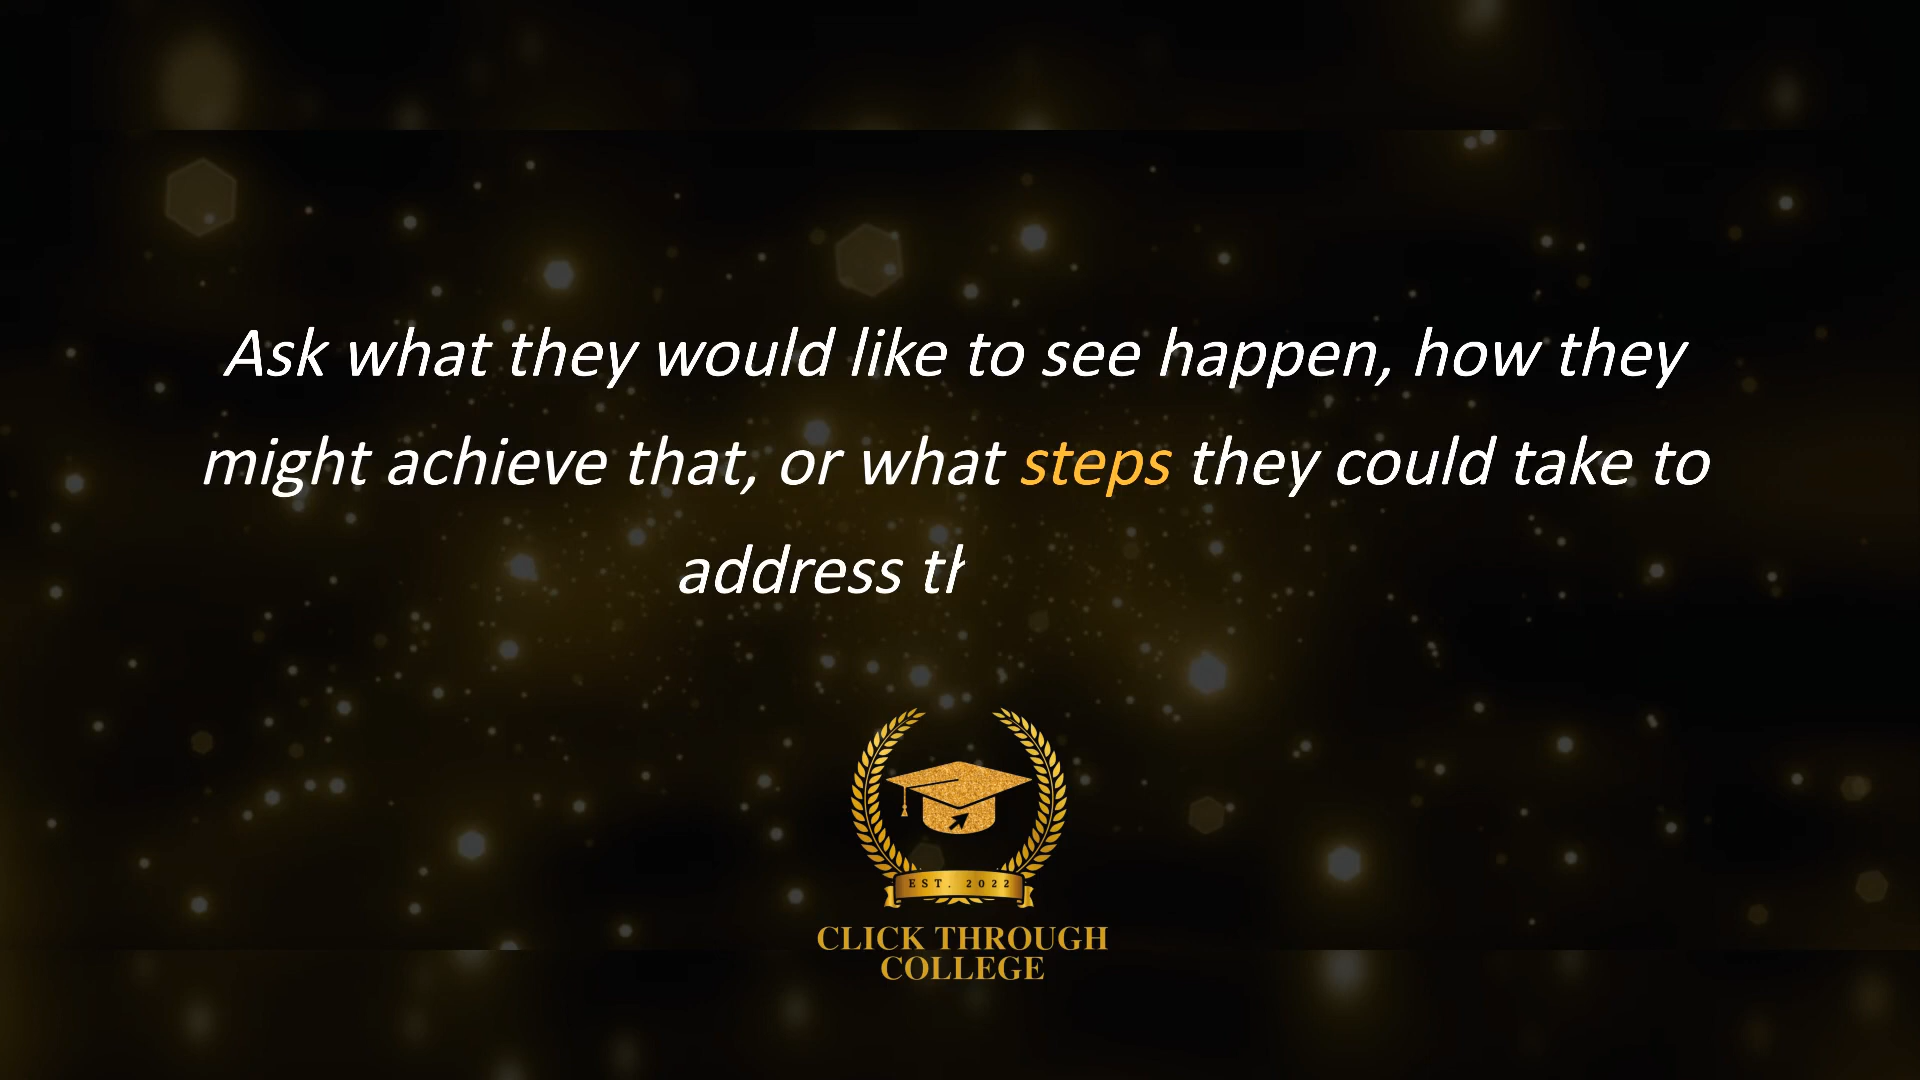 Ask what they would like to see happen, how they
might achieve that, or what steps they could take to
address
EST. 2022
CLICK THROUGH
COLLEGE